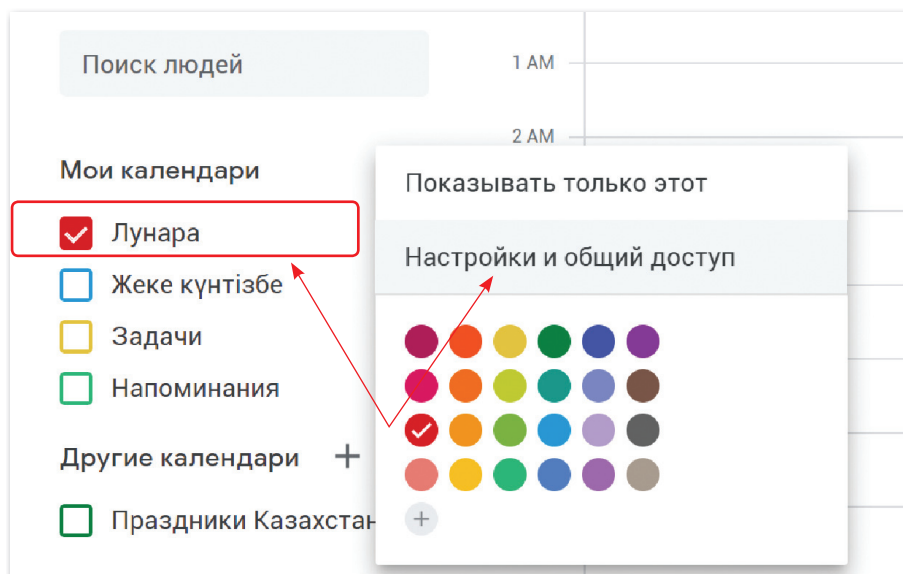 Поиск людей
1 AM
2 AM
Мои календари
Лунара
Жеке күнтізбе
Задачи
Напоминания
Другие календари +
Праздники Казахстан
Показывать только этот
Настройки и общий доступ
+